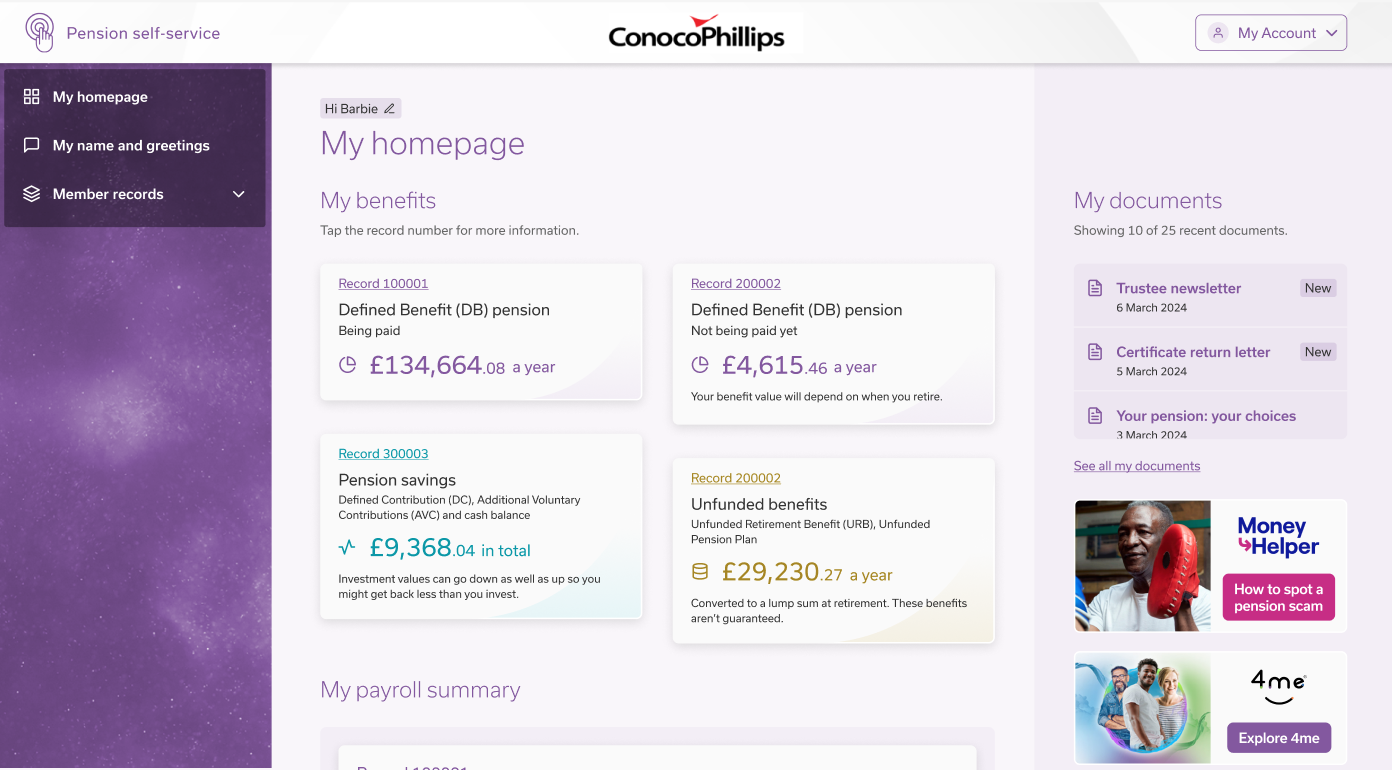 Pension self-service
ConocoPhillips
My Account
My homepage
My name and greetings
Member records
Hi Barbie
My homepage
My benefits
Tap the record number for more information.
Record 100001
Defined Benefit (DB) pension
Being paid
£134,664.08 a year
Record 200002
Defined Benefit (DB) pension
Not being paid yet
£4,615.46 a year
Your benefit value will depend on when you retire.
Record 300003
Pension savings
Defined Contribution (DC), Additional Voluntary
Contributions (AVC) and cash balance
£9,368.04 in total
Investment values can go down as well as up so you
might get back less than you invest.
Record 200002
Unfunded benefits
Unfunded Retirement Benefit (URB), Unfunded
Pension Plan
£29,230.27 a year
Converted to a lump sum at retirement. These benefits
aren't guaranteed.
My payroll summary
Record 100001
My documents
Showing 10 of 25 recent documents.
Trustee newsletter New
6 March 2024
Certificate return letter New
5 March 2024
Your pension: your choices
3 March 2024
See all my documents
Money
Helper
How to spot a
pension scam
4me
Explore 4me